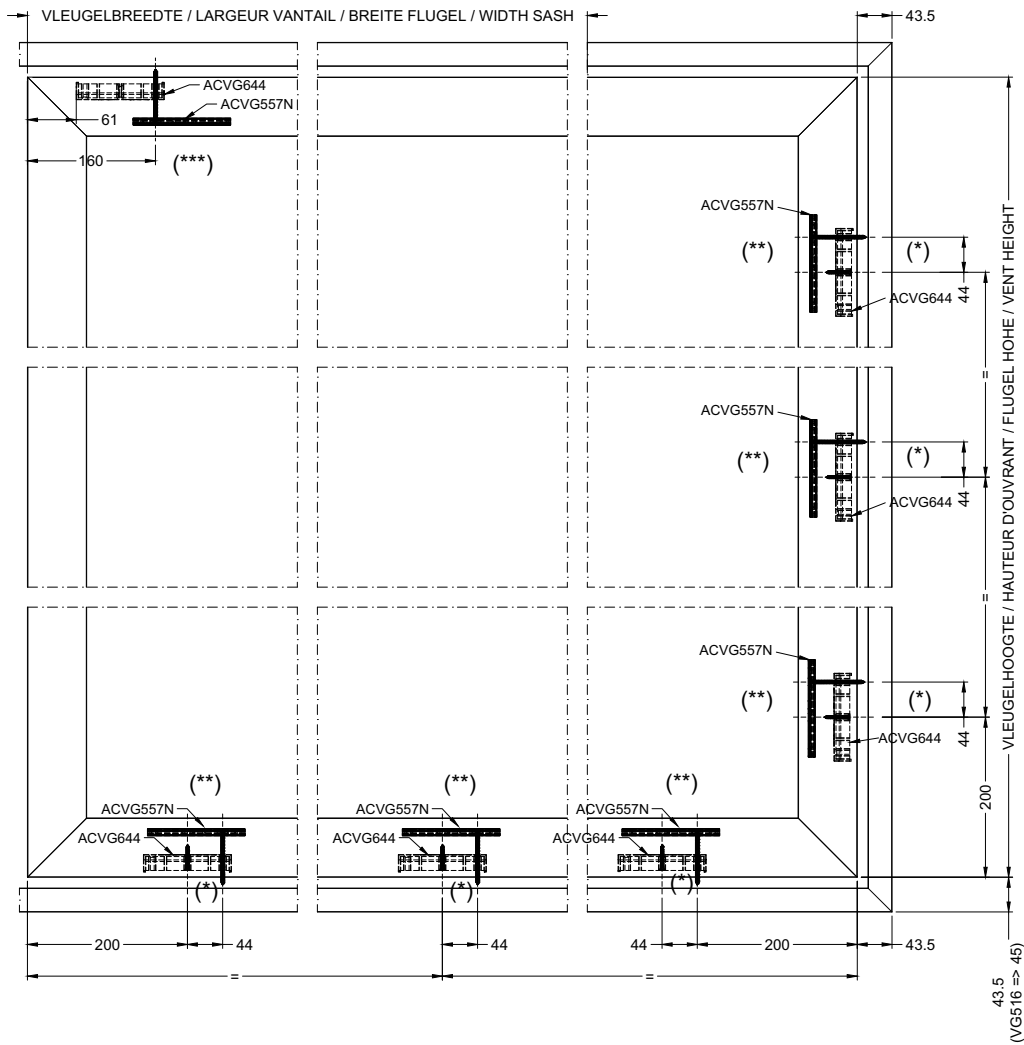 VLEUGELBREEDTE / LARGEUR VANTAIL / BREITE FLUGEL / WIDTH SASH
43.5
ACVG644
ACVG557N
61
160
(***)
ACVG557N
(**)
(*)
44
ACVG644
=
VLEUGELHOOGTE / HAUTEUR D'OUVRANT / FLUGEL HOHE / VENT HEIGHT
ACVG557N
(**)
(*)
44
ACVG644
=
ACVG557N
(**)
(*)
44
ACVG644
200
(**)
(**)
(**)
ACVG557N
ACVG557N
ACVG557N
ACVG644
ACVG644
ACVG644
(*)
(*)
(*)
200
44
44
44
200
43.5
=
=
43.5
(VG516 => 45)